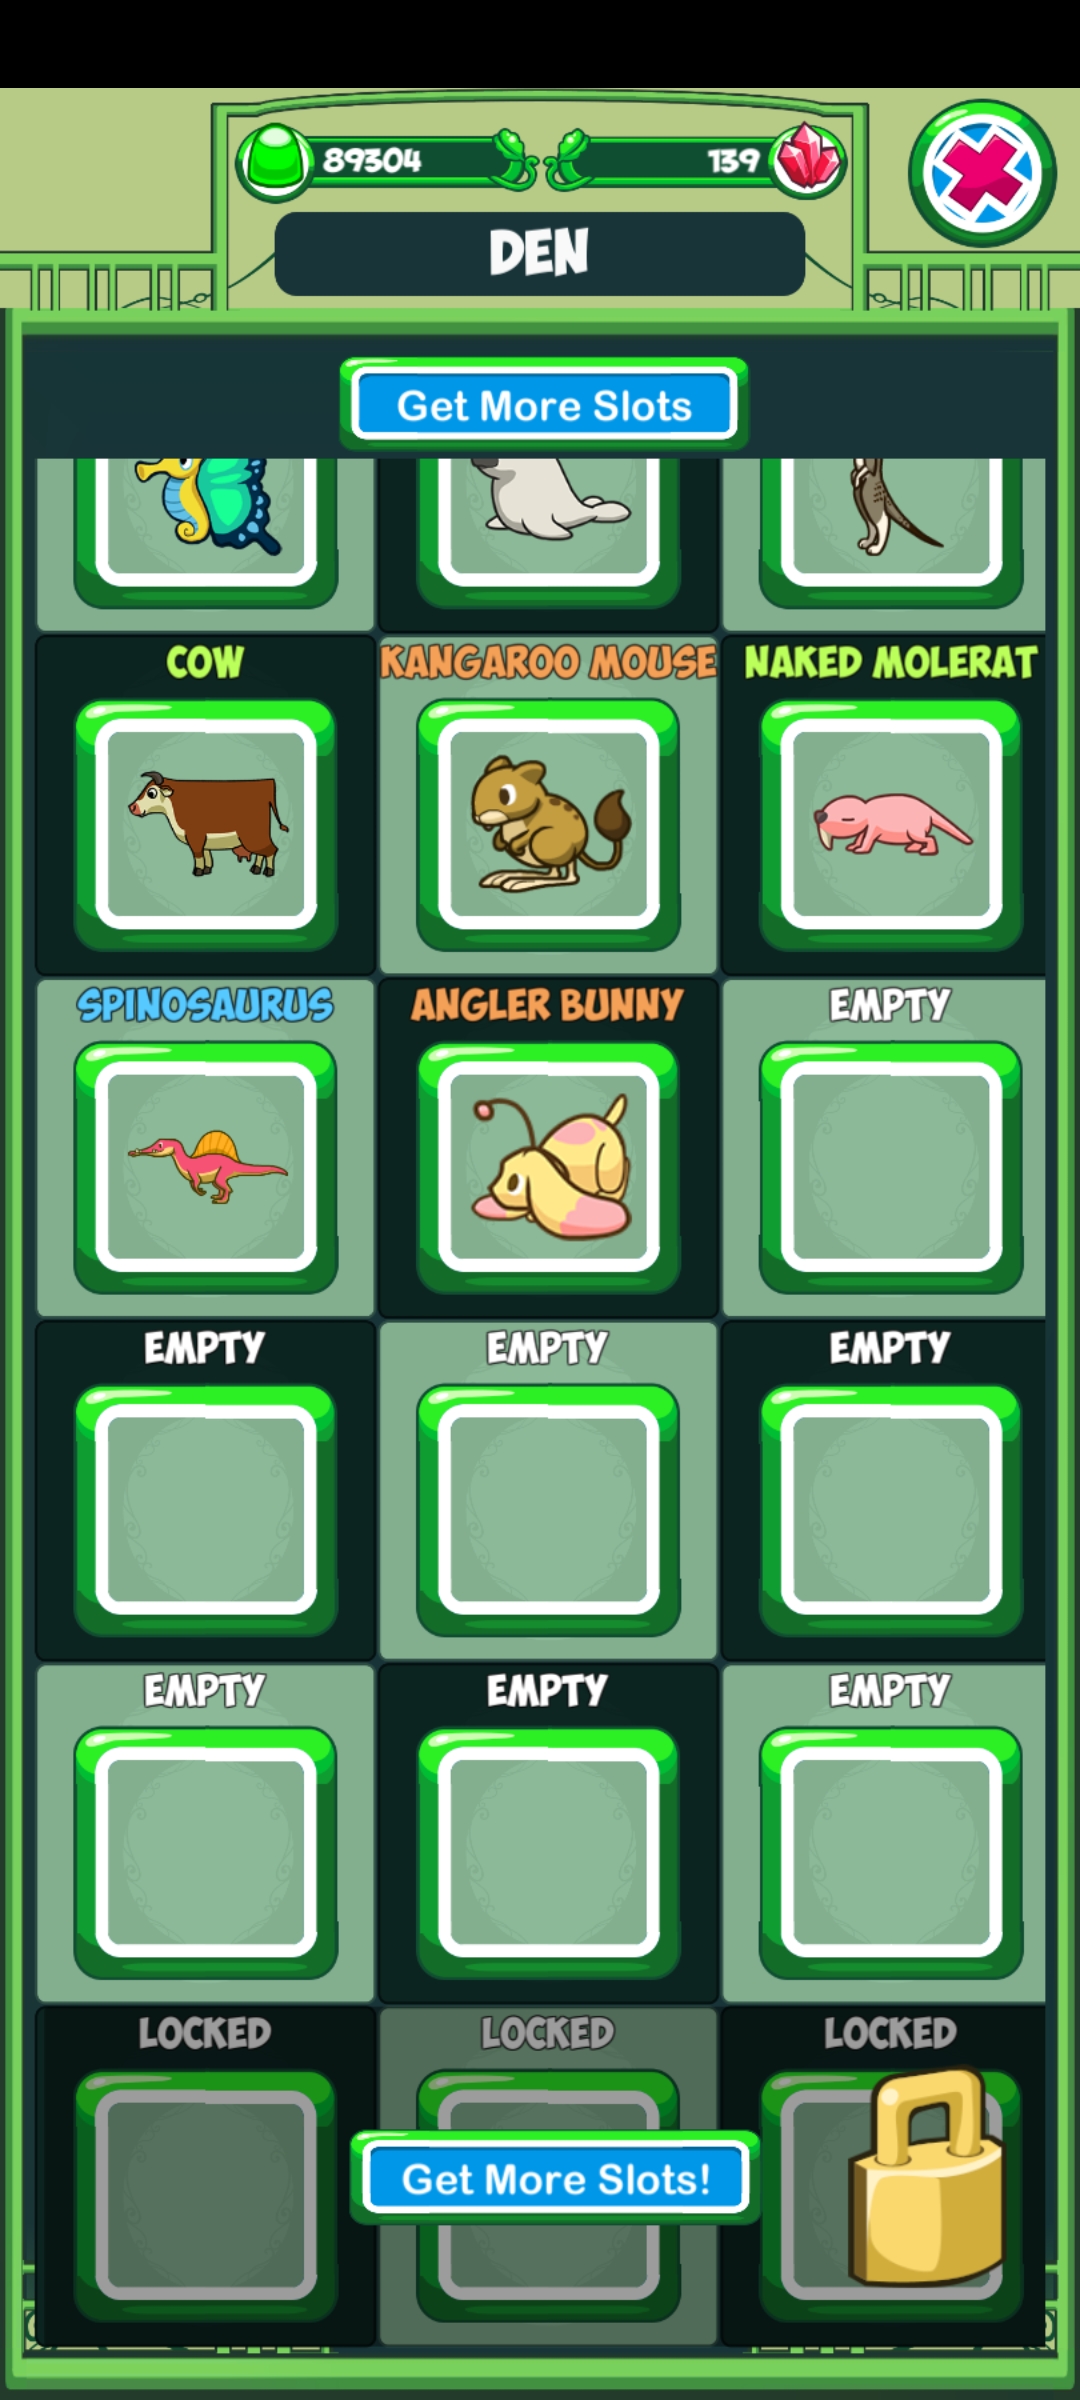 89304 139
DEN
Get More Slots
COW KANGAROO MOUSE NAKED MOLERAT
SPINOSAURUS ANGLER BUNNY EMPTY
EMPTY EMPTY EMPTY
EMPTY EMPTY EMPTY
LOCKED LOCKED LOCKED
Get More Slots!